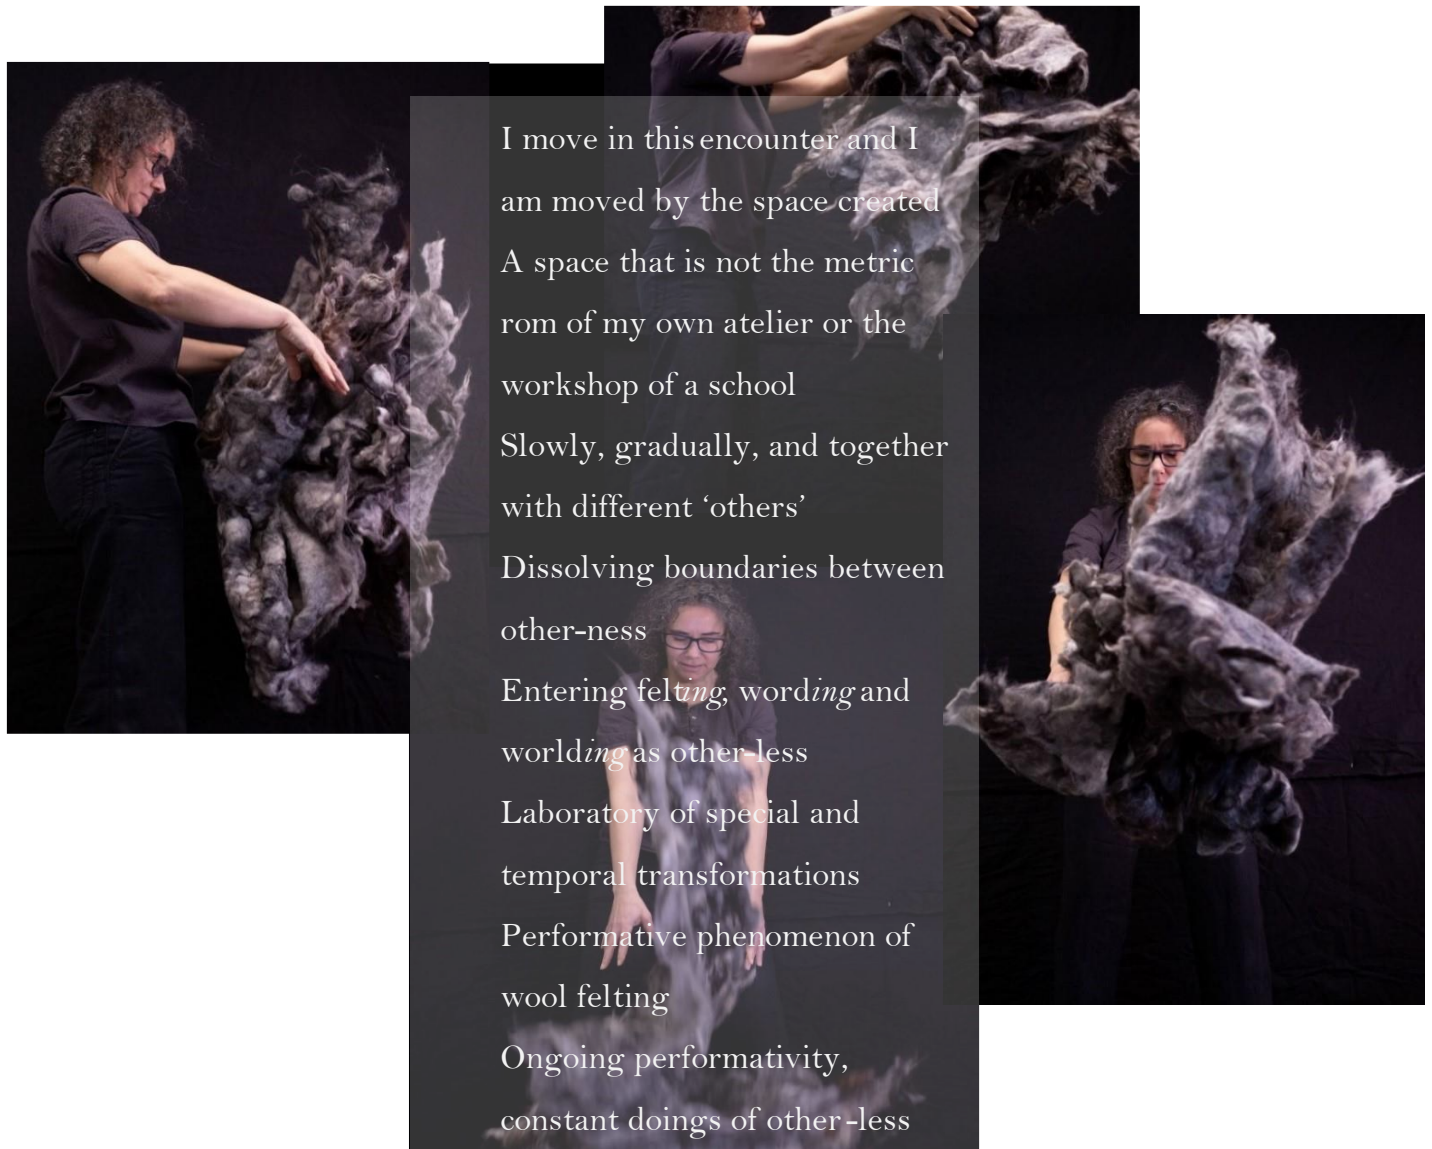 I move in this encounter and I
am moved by the space created
A space that is not the metric
rom of my own atelier or the
workshop of a school
Slowly, gradually, and together
with different ‘others’
Dissolving boundaries between
other-ness
Entering felting, wording and
worlding as other-less
Laboratory of special and
temporal transformations
Performative phenomenon of
wool felting
Ongoing performativity,
constant doings of other-less